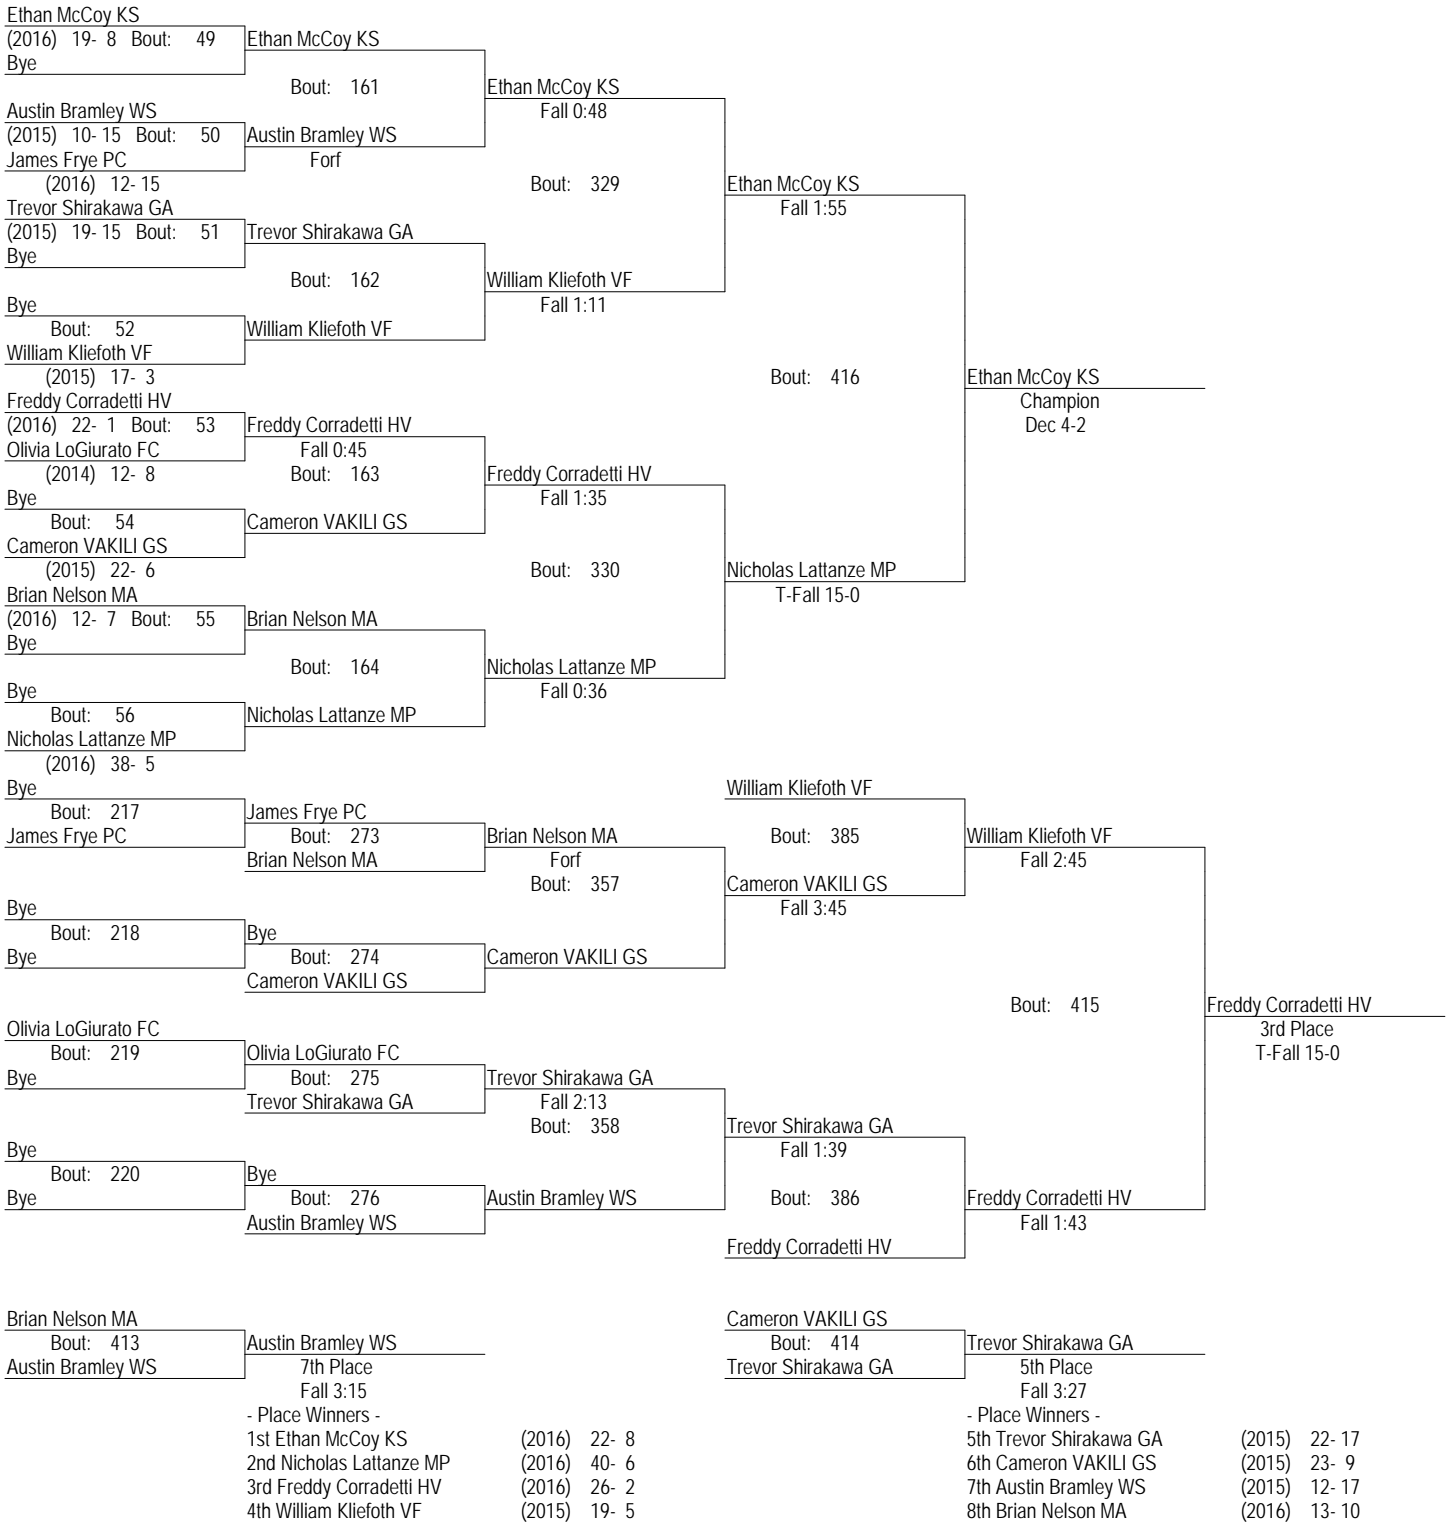 Ethan McCoy KS
(2016) 19- 8 Bout: 49 Ethan McCoy KS
Bye
Bout: 161 Ethan McCoy KS
Austin Bramley WS Fall 0:48
(2015) 10- 15 Bout: 50 Austin Bramley WS
James Frye PC Forf
(2016) 12- 15 Bout: 329 Ethan McCoy KS
Trevor Shirakawa GA Fall 1:55
(2015) 19- 15 Bout: 51 Trevor Shirakawa GA
Bye
Bout: 162 William Kliefoth VF
Bye Fall 1:11
Bout: 52 William Kliefoth VF
William Kliefoth VF
(2015) 17- 3 Bout: 416 Ethan McCoy KS
Freddy Corradetti HV Champion
(2016) 22- 1 Bout: 53 Freddy Corradetti HV Dec 4-2
Olivia LoGiurato FC Fall 0:45
(2014) 12- 8 Bout: 163 Freddy Corradetti HV
Bye Fall 1:35
Bout: 54 Cameron VAKILI GS
Cameron VAKILI GS
(2015) 22- 6 Bout: 330 Nicholas Lattanze MP
Brian Nelson MA T-Fall 15-0
(2016) 12- 7 Bout: 55 Brian Nelson MA
Bye
Bout: 164 Nicholas Lattanze MP
Bye Fall 0:36
Bout: 56 Nicholas Lattanze MP
Nicholas Lattanze MP
(2016) 38- 5
Bye William Kliefoth VF
Bout: 217 James Frye PC
James Frye PC Bout: 273 Brian Nelson MA Bout: 385 William Kliefoth VF
Brian Nelson MA Forf Fall 2:45
Bout: 357 Cameron VAKILI GS
Bye Fall 3:45
Bout: 218 Bye
Bye Bout: 274 Cameron VAKILI GS
Cameron VAKILI GS
Bout: 415 Freddy Corradetti HV
Olivia LoGiurato FC 3rd Place
Bout: 219 Olivia LoGiurato FC T-Fall 15-0
Bye Bout: 275 Trevor Shirakawa GA
Trevor Shirakawa GA Fall 2:13
Bout: 358 Trevor Shirakawa GA
Bye Fall 1:39
Bout: 220 Bye
Bye Bout: 276 Austin Bramley WS Bout: 386 Freddy Corradetti HV
Austin Bramley WS Fall 1:43
Freddy Corradetti HV
Brian Nelson MA Cameron VAKILI GS
Bout: 413 Austin Bramley WS Bout: 414 Trevor Shirakawa GA
Austin Bramley WS 7th Place Trevor Shirakawa GA 5th Place
Fall 3:15 Fall 3:27
- Place Winners - - Place Winners -
1st Ethan McCoy KS (2016) 22- 8 5th Trevor Shirakawa GA (2015) 22- 17
2nd Nicholas Lattanze MP (2016) 40- 6 6th Cameron VAKILI GS (2015) 23- 9
3rd Freddy Corradetti HV (2016) 26- 2 7th Austin Bramley WS (2015) 12- 17
4th William Kliefoth VF (2015) 19- 5 8th Brian Nelson MA (2016) 13- 10